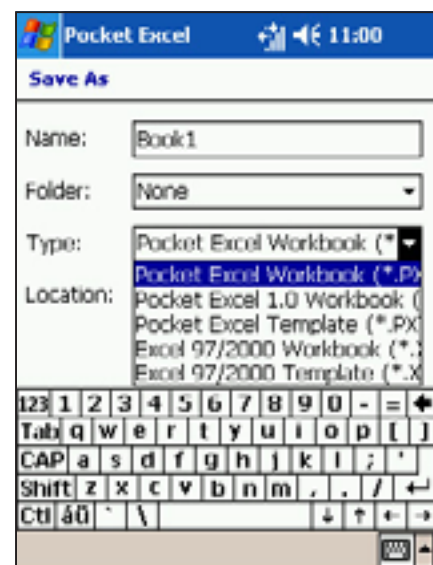 Pocket Excel 11:00
Save As
Name: Book1
Folder: None
Type: Pocket Excel Workbook (*
Pocket Excel Workbook (*.PX
Location: Pocket Excel 1.0 Workbook (
Pocket Excel Template (*.PX
Excel 97/2000 Workbook (*.
Excel 97/2000 Template (*.X
123 1 2 3 4 5 6 7 8 9 0 - =
Tab q w e r t y u i o p [ ]
CAP a s d f g h j k l ; '
Shift z x c v b n m , . /
Ctl áü ` \